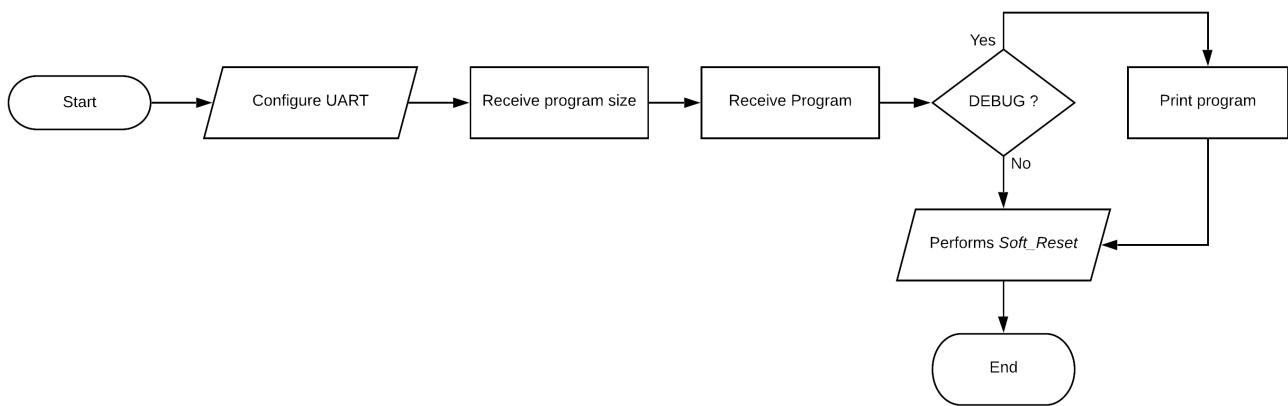 Start
Configure UART
Receive program size
Receive Program
DEBUG ?
Yes
Print program
No
Performs Soft_Reset
End